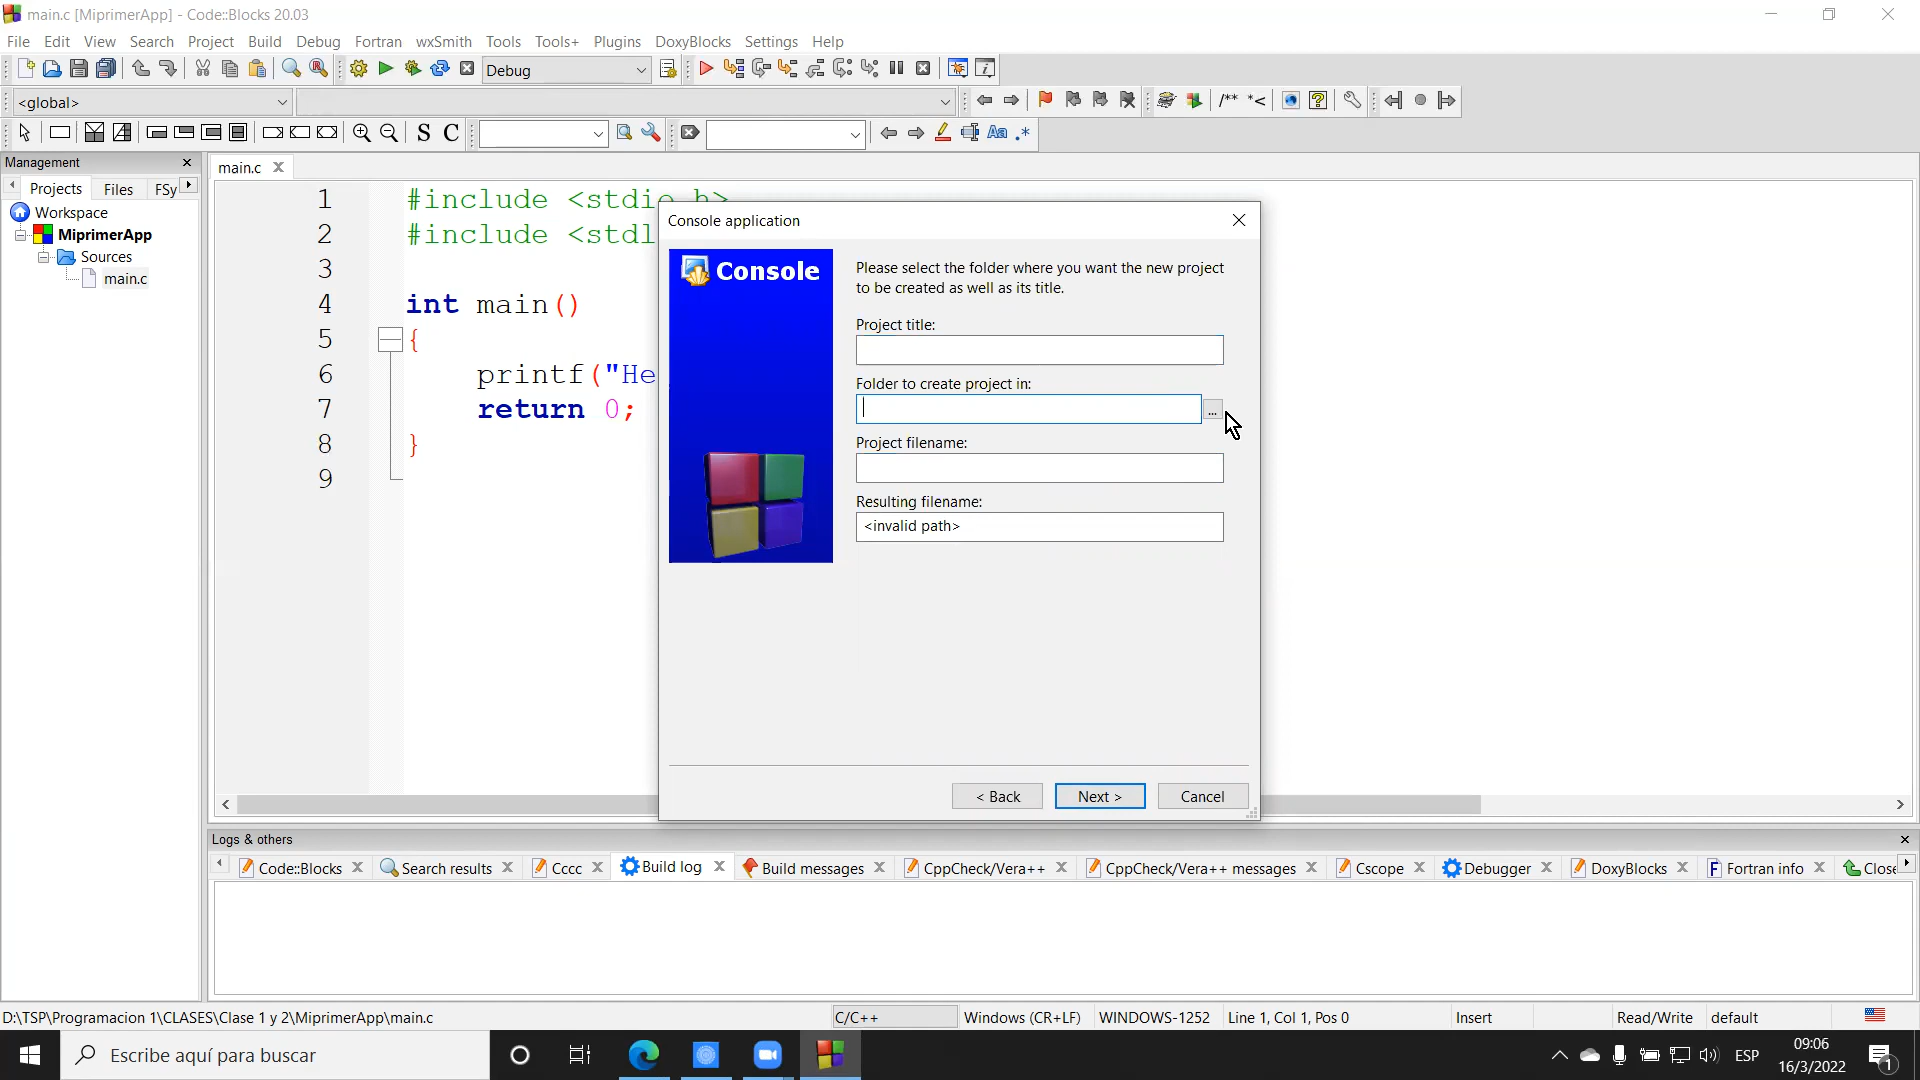 main.c [MiprimerApp] - Code::Blocks 20.03
File Edit View Search Project Build Debug Fortran wxSmith Tools Tools+ Plugins DoxyBlocks Settings Help
Debug
<global>
/** *<
S C
Aa .*
Management
Projects Files FSy
Workspace
MiprimerApp
Sources
main.c
main.c
1 #include <stdio.h>
2 #include <stdl
3
4 int main()
5 {
6 printf("He
7 return 0;
8 }
9
Console application
Console
Please select the folder where you want the new project
to be created as well as its title.
Project title:
Folder to create project in:
...
Project filename:
Resulting filename:
<invalid path>
< Back Next > Cancel
Logs & others
Code::Blocks Search results Cccc Build log Build messages CppCheck/Vera++ CppCheck/Vera++ messages Cscope Debugger DoxyBlocks Fortran info Close
D:\TSP\Programacion 1\CLASES\Clase 1 y 2\MiprimerApp\main.c C/C++ Windows (CR+LF) WINDOWS-1252 Line 1, Col 1, Pos 0 Insert Read/Write default
Escribe aquí para buscar
ESP
09:06
16/3/2022
1